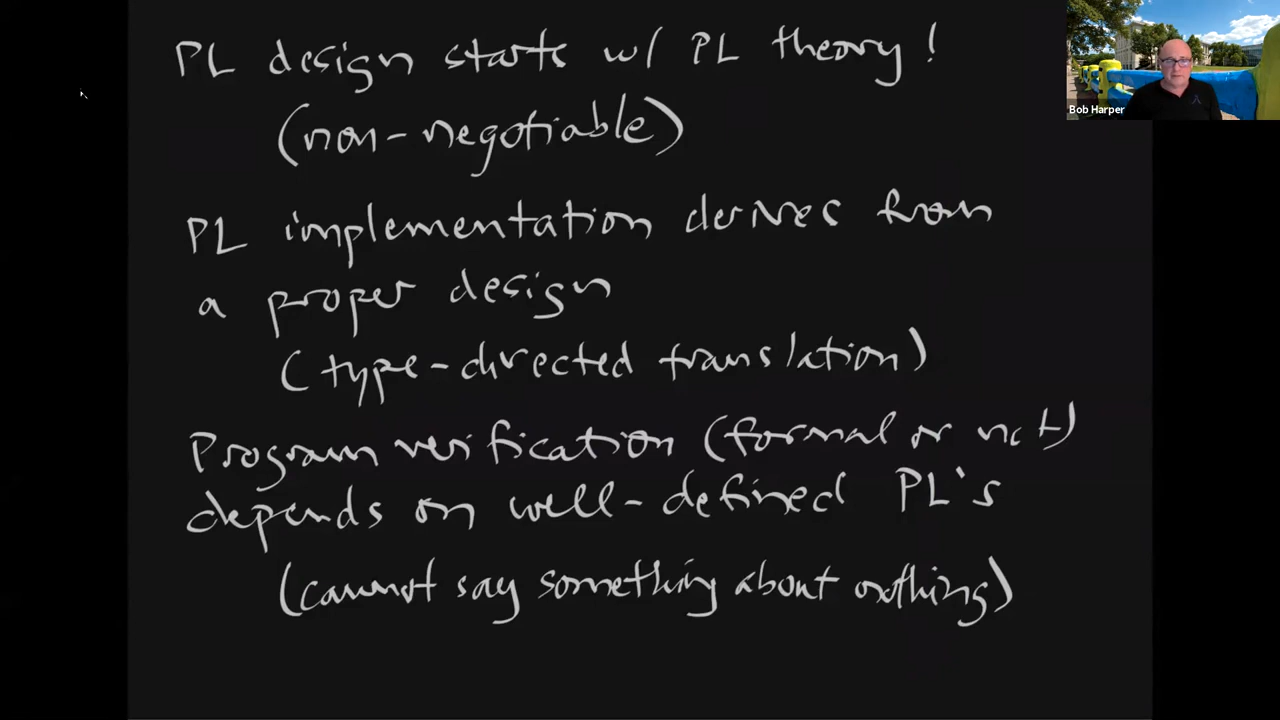 PL design starts w/ PL theory!
(non-negotiable)
PL implementation derives from
a proper design
(type-directed translation)
Program verification (formal or not)
depends on well-defined PL's
(cannot say something about nothing)
Bob Harper